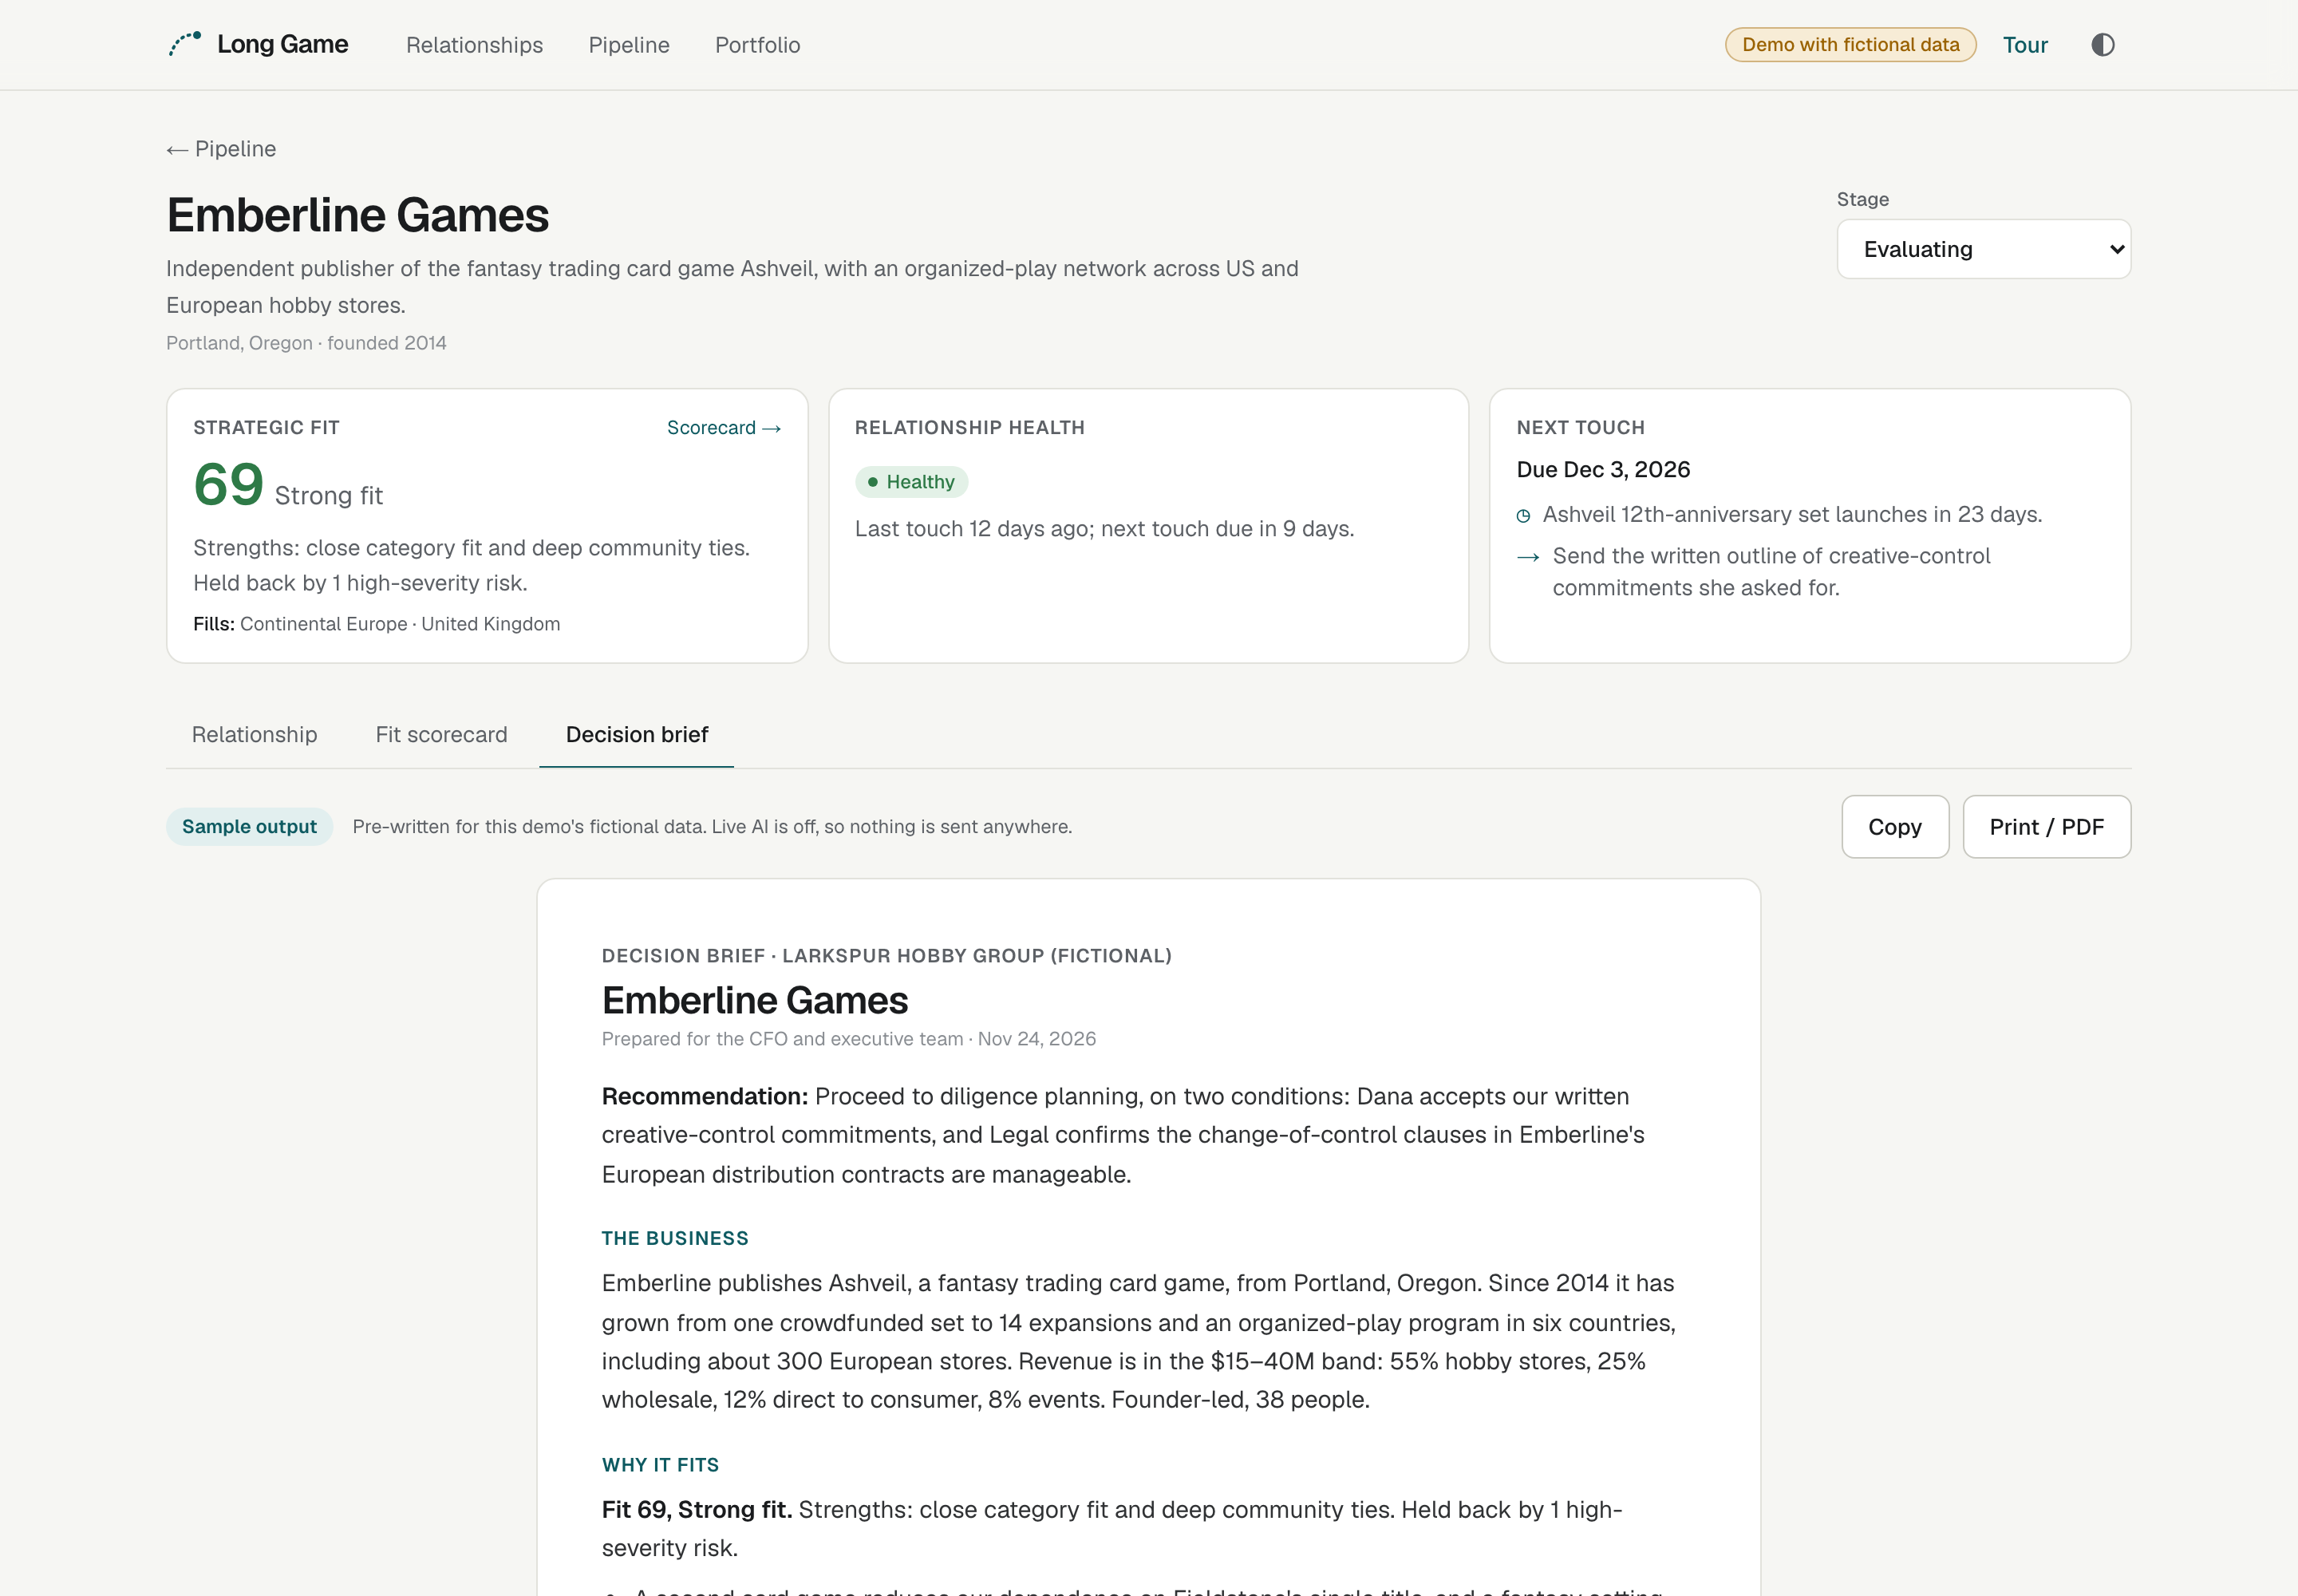 Long Game
Relationships
Pipeline
Portfolio
Demo with fictional data
Tour
← Pipeline
Emberline Games
Independent publisher of the fantasy trading card game Ashveil, with an organized-play network across US and
European hobby stores.
Portland, Oregon · founded 2014
Stage
Evaluating
STRATEGIC FIT
Scorecard →
69 Strong fit
Strengths: close category fit and deep community ties.
Held back by 1 high-severity risk.
Fills: Continental Europe · United Kingdom
RELATIONSHIP HEALTH
Healthy
Last touch 12 days ago; next touch due in 9 days.
NEXT TOUCH
Due Dec 3, 2026
Ashveil 12th-anniversary set launches in 23 days.
→ Send the written outline of creative-control
commitments she asked for.
Relationship
Fit scorecard
Decision brief
Sample output
Pre-written for this demo's fictional data. Live AI is off, so nothing is sent anywhere.
Copy
Print / PDF
DECISION BRIEF · LARKSPUR HOBBY GROUP (FICTIONAL)
Emberline Games
Prepared for the CFO and executive team · Nov 24, 2026
Recommendation: Proceed to diligence planning, on two conditions: Dana accepts our written
creative-control commitments, and Legal confirms the change-of-control clauses in Emberline's
European distribution contracts are manageable.
THE BUSINESS
Emberline publishes Ashveil, a fantasy trading card game, from Portland, Oregon. Since 2014 it has
grown from one crowdfunded set to 14 expansions and an organized-play program in six countries,
including about 300 European stores. Revenue is in the $15–40M band: 55% hobby stores, 25%
wholesale, 12% direct to consumer, 8% events. Founder-led, 38 people.
WHY IT FITS
Fit 69, Strong fit. Strengths: close category fit and deep community ties. Held back by 1 high-
severity risk.
A second card game reduces our dependence on Fieldstone's single title, and a fantasy setting